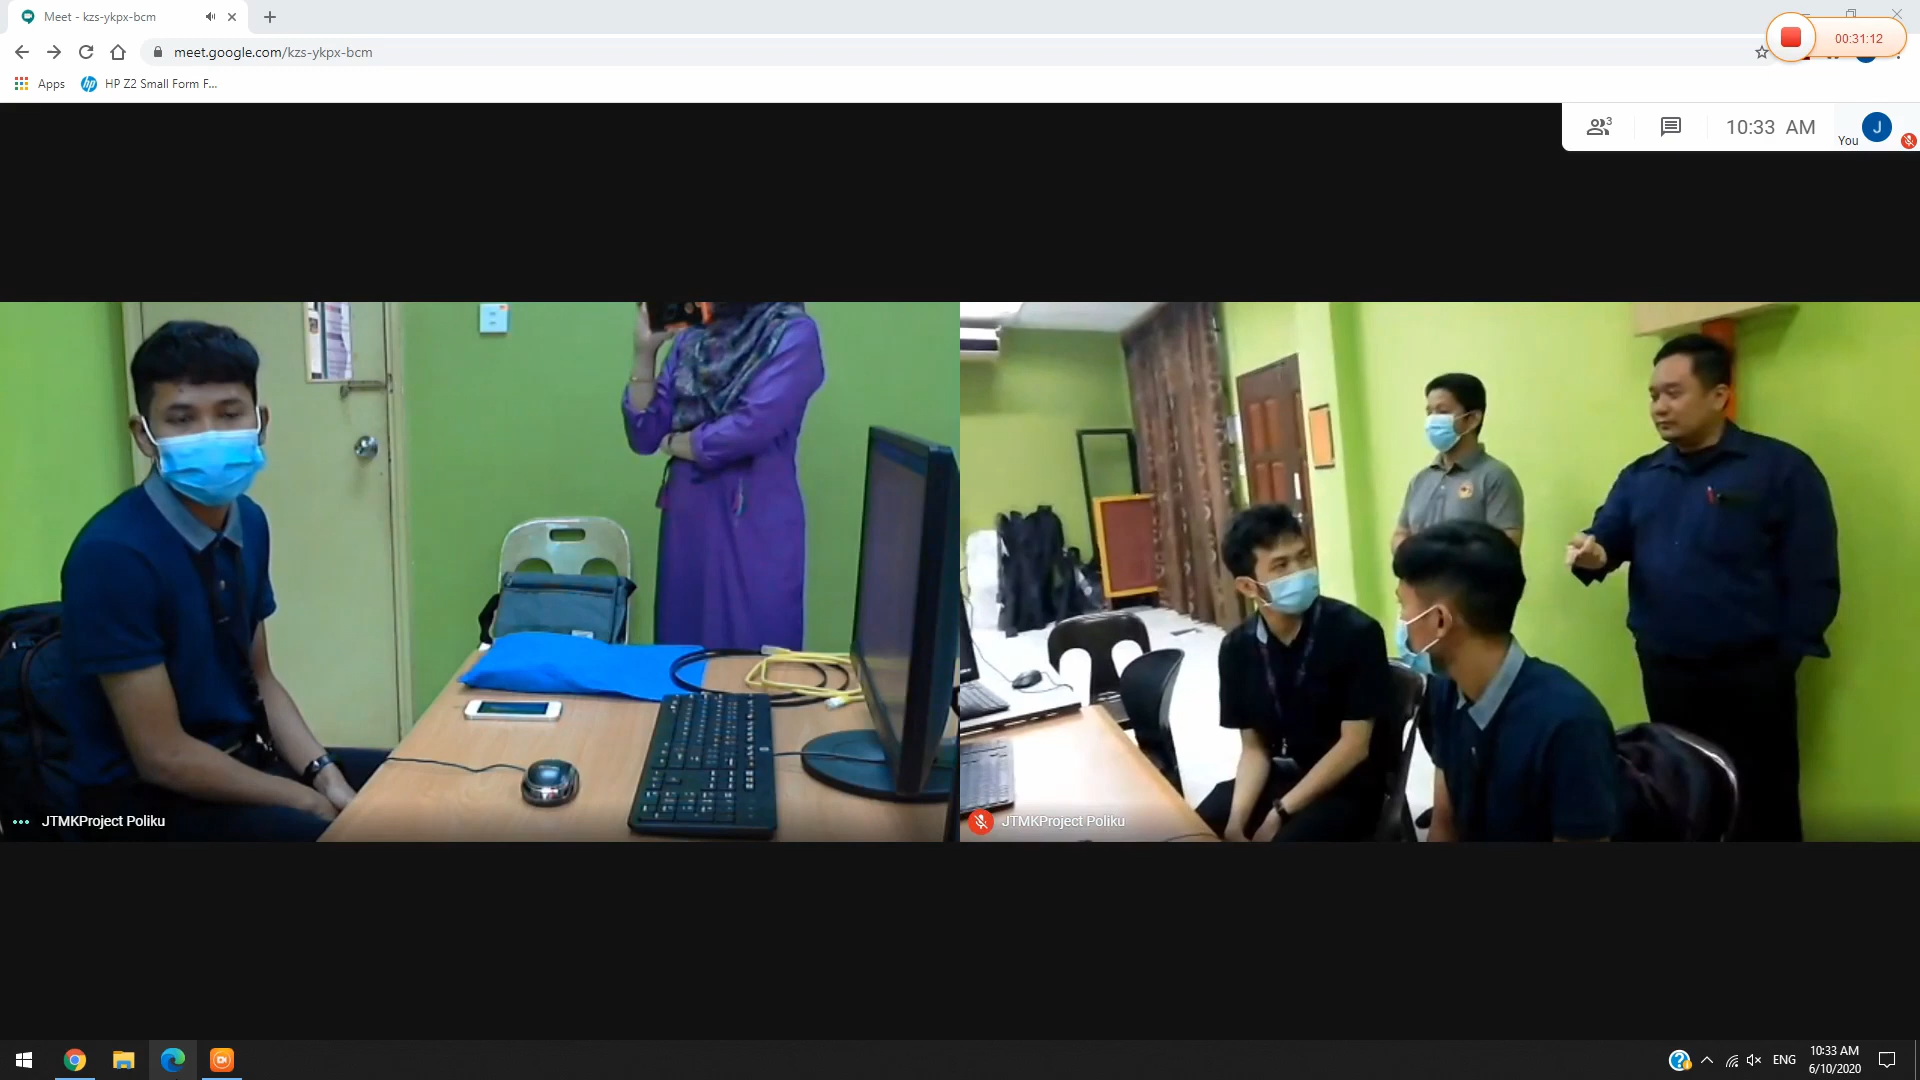 Meet - kzs-ykpx-bcm
00:31:12
meet.google.com/kzs-ykpx-bcm
Apps
HP Z2 Small Form F...
3
10:33 AM
You
J
JTMKProject Poliku
JTMKProject Poliku
ENG
10:33 AM
6/10/2020